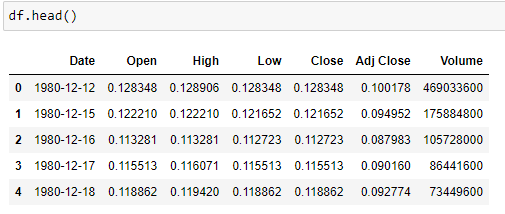 df.head()
Date Open High Low Close Adj Close Volume
0 1980-12-12 0.128348 0.128906 0.128348 0.128348 0.100178 469033600
1 1980-12-15 0.122210 0.122210 0.121652 0.121652 0.094952 175884800
2 1980-12-16 0.113281 0.113281 0.112723 0.112723 0.087983 105728000
3 1980-12-17 0.115513 0.116071 0.115513 0.115513 0.090160 86441600
4 1980-12-18 0.118862 0.119420 0.118862 0.118862 0.092774 73449600